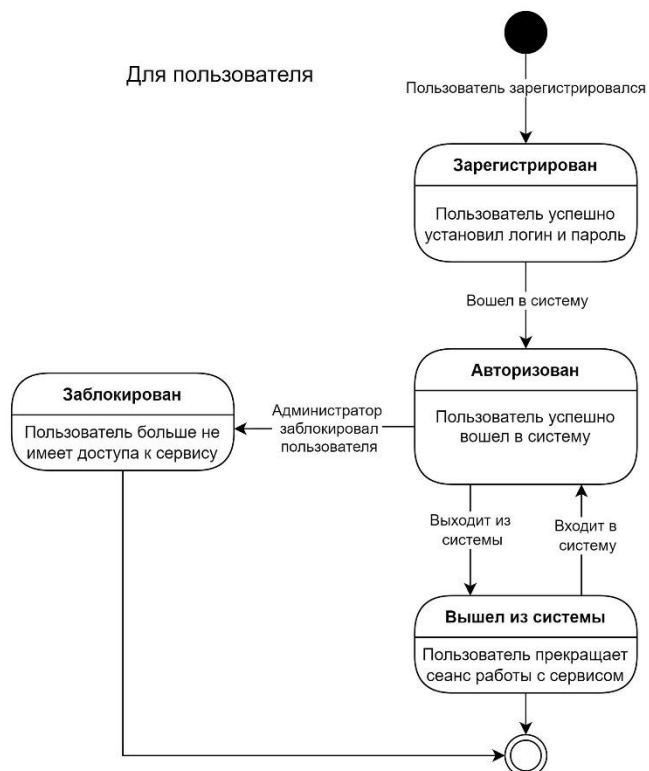 Для пользователя
Пользователь зарегистрировался
Зарегистрирован
Пользователь успешно
установил логин и пароль
Вошел в систему
Авторизован
Пользователь успешно
вошел в систему
Администратор
заблокировал
пользователя
Заблокирован
Пользователь больше не
имеет доступа к сервису
Выходит из
системы
Входит в
систему
Вышел из системы
Пользователь прекращает
сеанс работы с сервисом